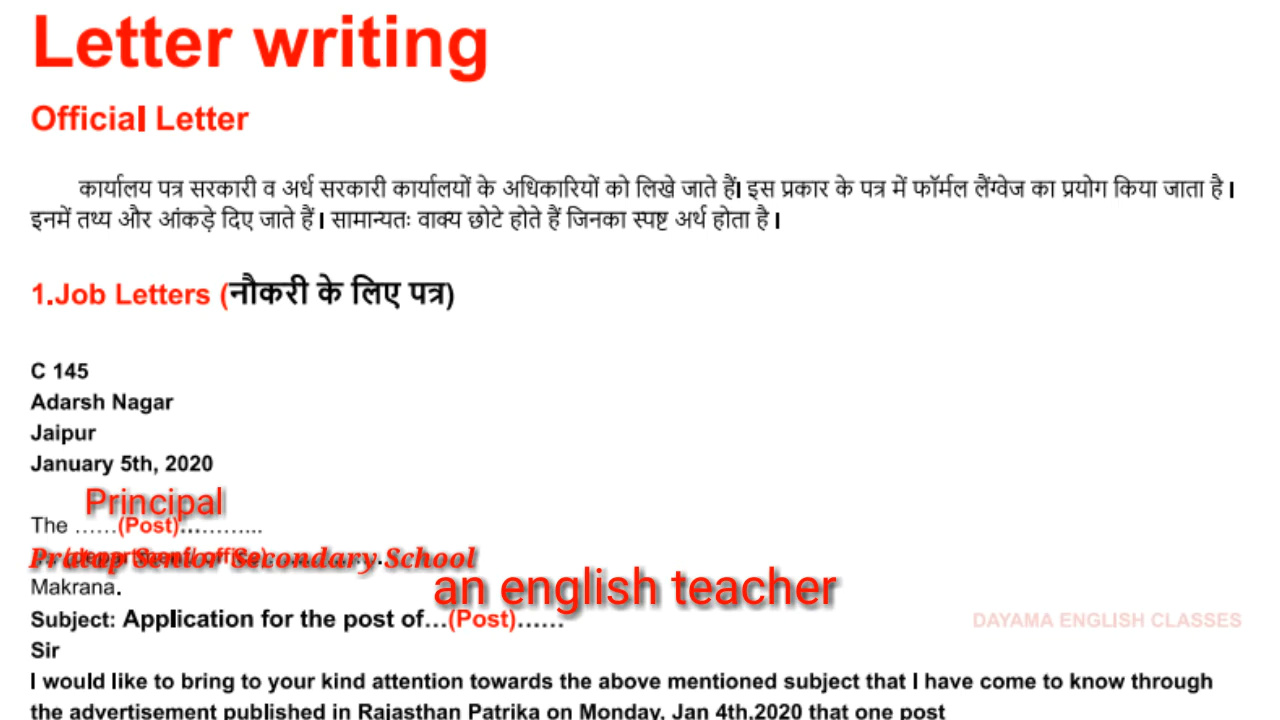 Letter writing
Official Letter
कार्यालय पत्र सरकारी व अर्ध सरकारी कार्यालयों के अधिकारियों को लिखे जाते हैं। इस प्रकार के पत्र में फॉर्मल लैंग्वेज का प्रयोग किया जाता है ।
इनमें तथ्य और आंकड़े दिए जाते हैं । सामान्यतः वाक्य छोटे होते हैं जिनका स्पष्ट अर्थ होता है ।
1.Job Letters (नौकरी के लिए पत्र)
C 145
Adarsh Nagar
Jaipur
January 5th, 2020
Principal
The ……(Post)………...
Pratap Senior Secondary School
(department/ office)
Makrana.
an english teacher
Subject: Application for the post of…(Post)……
DAYAMA ENGLISH CLASSES
Sir
I would like to bring to your kind attention towards the above mentioned subject that I have come to know through
the advertisement published in Rajasthan Patrika on Monday, Jan 4th,2020 that one post